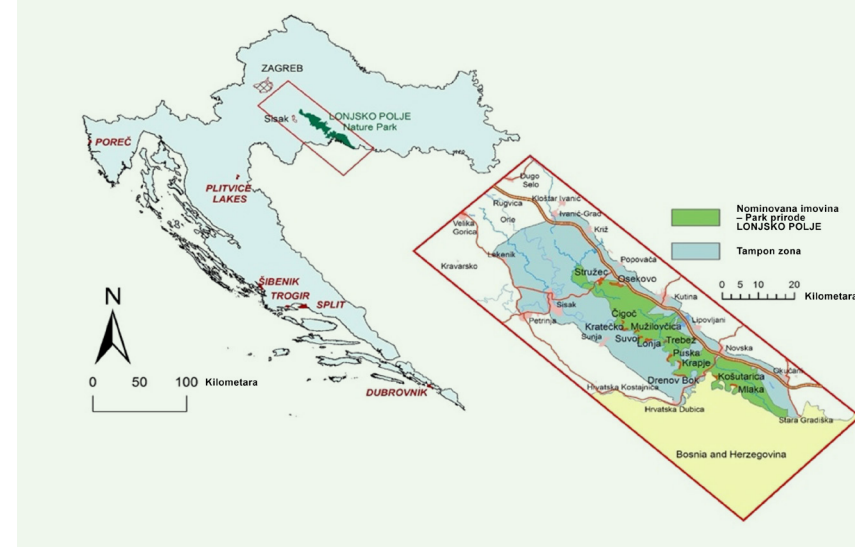 ZAGREB
Sisak
LONJSKO POLJE
Nature Park
POREČ
PLITVICE
LAKES
ŠIBENIK
TROGIR
SPLIT
DUBROVNIK
N
0 50 100 Kilometara
Dugo
Selo
Rugvica
Kloštar Ivanić
Ivanić-Grad
Velika
Gorica
Križ
Lekenik
Kravarsko
Popovača
Stružec
Osekovo
Kutina
Sisak
Petrinja
Čigoč
Lipovljani
Kratečko
Mužilovčica
Sunja
Suvoj
Lonja
Trebež
Novska
Puska
Krapje
Drenov Bok
Košutarica
Mlaka
Hrvatska Kostajnica
Hrvatska Dubica
Stara Gradiška
Bosnia and Herzegovina
Nominovana imovina
– Park prirode
LONJSKO POLJE
Tampon zona
0 5 10 20 Kilometara